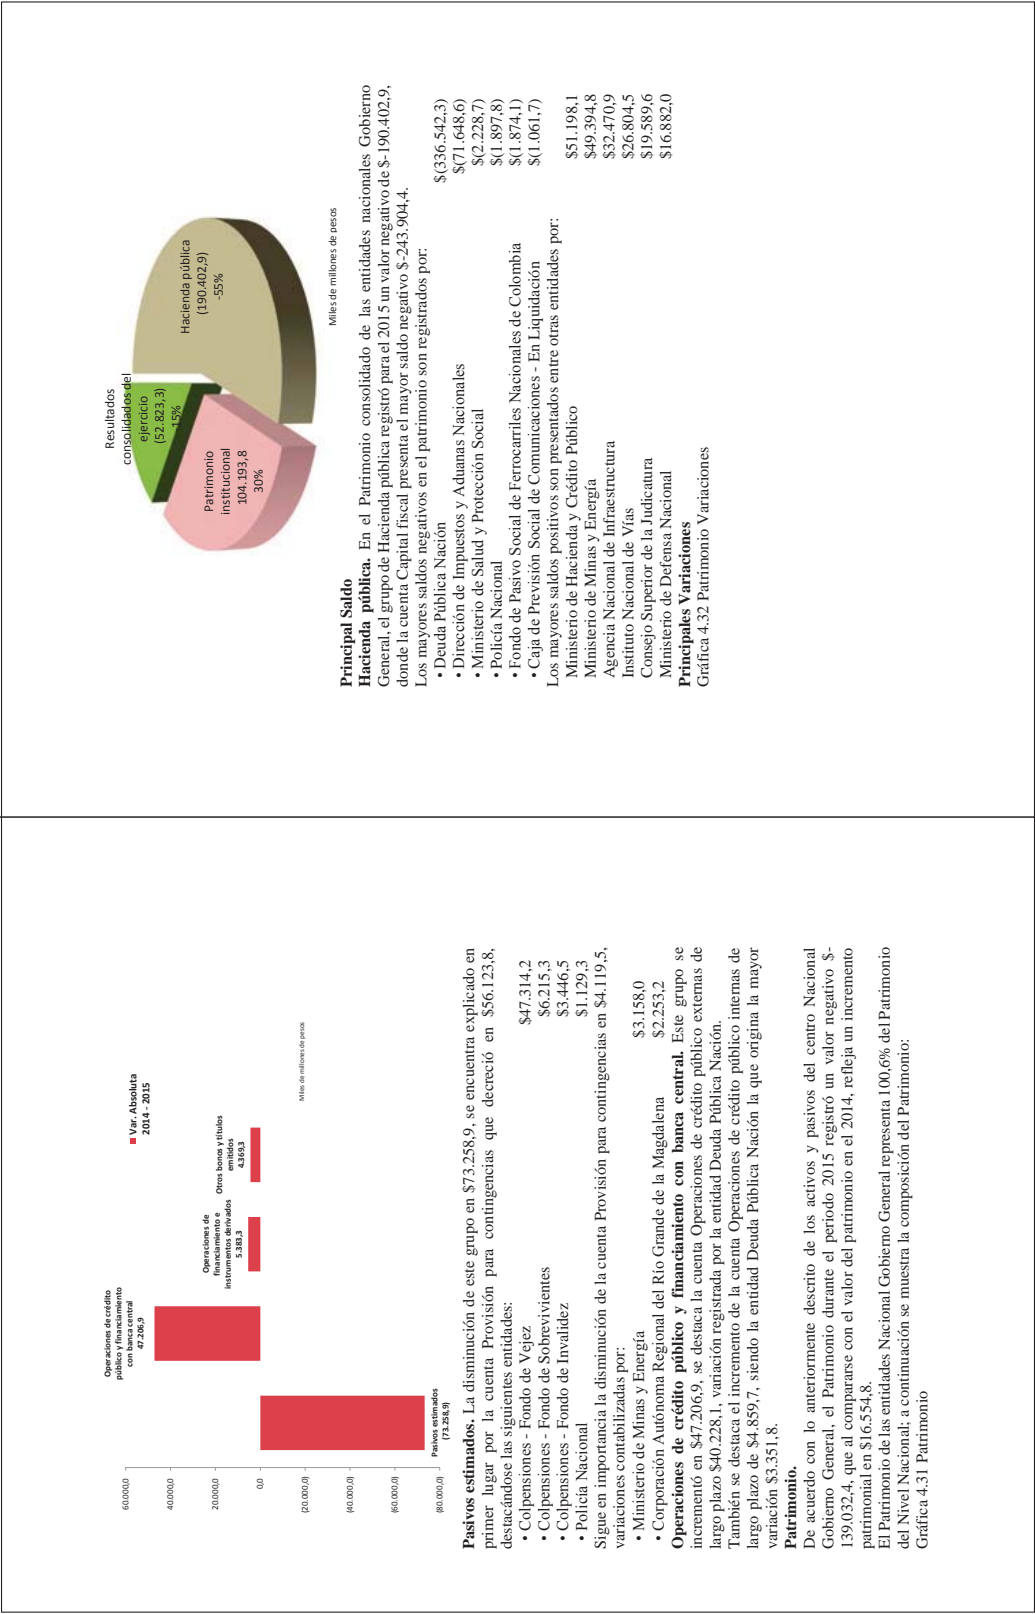 60.000,0
40.000,0
20.000,0
0,0
(20.000,0)
(40.000,0)
(60.000,0)
(80.000,0)
Pasivos estimados
(73.258,9)
Operaciones de crédito
público y financiamiento
con banca central
47.206,9
Operaciones de
financiamiento e
instrumentos derivados
5.383,3
Otros bonos y títulos
emitidos
4.369,3
Var. Absoluta
2014 - 2015
Miles de millones de pesos
Pasivos estimados. La disminución de este grupo en $73.258,9, se encuentra explicado en
primer lugar por la cuenta Provisión para contingencias que decreció en $56.123,8,
destacándose las siguientes entidades:
• Colpensiones - Fondo de Vejez $47.314,2
• Colpensiones - Fondo de Sobrevivientes $6.215,3
• Colpensiones - Fondo de Invalidez $3.446,5
• Policía Nacional $1.129,3
Sigue en importancia la disminución de la cuenta Provisión para contingencias en $4.119,5,
variaciones contabilizadas por:
• Ministerio de Minas y Energía $3.158,0
• Corporación Autónoma Regional del Río Grande de la Magdalena $2.253,2
Operaciones de crédito público y financiamiento con banca central. Este grupo se
incrementó en $47.206,9, se destaca la cuenta Operaciones de crédito público externas de
largo plazo $40.228,1, variación registrada por la entidad Deuda Pública Nación.
También se destaca el incremento de la cuenta Operaciones de crédito público internas de
largo plazo de $4.859,7, siendo la entidad Deuda Pública Nación la que origina la mayor
variación $3.351,8.
Patrimonio.
De acuerdo con lo anteriormente descrito de los activos y pasivos del centro Nacional
Gobierno General, el Patrimonio durante el periodo 2015 registró un valor negativo $-
139.032,4, que al compararse con el valor del patrimonio en el 2014, refleja un incremento
patrimonial en $16.554,8.
El Patrimonio de las entidades Nacional Gobierno General representa 100,6% del Patrimonio
del Nivel Nacional; a continuación se muestra la composición del Patrimonio:
Gráfica 4.31 Patrimonio
Resultados
consolidados del
ejercicio
(52.823,3)
-15%
Patrimonio
institucional
104.193,8
30%
Hacienda pública
(190.402,9)
-55%
Miles de millones de pesos
Principal Saldo
Hacienda pública. En el Patrimonio consolidado de las entidades nacionales Gobierno
General, el grupo de Hacienda pública registró para el 2015 un valor negativo de $-190.402,9,
donde la cuenta Capital fiscal presenta el mayor saldo negativo $-243.904,4.
Los mayores saldos negativos en el patrimonio son registrados por:
• Deuda Pública Nación $(336.542,3)
• Dirección de Impuestos y Aduanas Nacionales $(71.648,6)
• Ministerio de Salud y Protección Social $(2.228,7)
• Policía Nacional $(1.897,8)
• Fondo de Pasivo Social de Ferrocarriles Nacionales de Colombia $(1.874,1)
• Caja de Previsión Social de Comunicaciones - En Liquidación $(1.061,7)
Los mayores saldos positivos son presentados entre otras entidades por:
Ministerio de Hacienda y Crédito Público $51.198,1
Ministerio de Minas y Energía $49.394,8
Agencia Nacional de Infraestructura $32.470,9
Instituto Nacional de Vías $26.804,5
Consejo Superior de la Judicatura $19.589,6
Ministerio de Defensa Nacional $16.882,0
Principales Variaciones
Gráfica 4.32 Patrimonio Variaciones